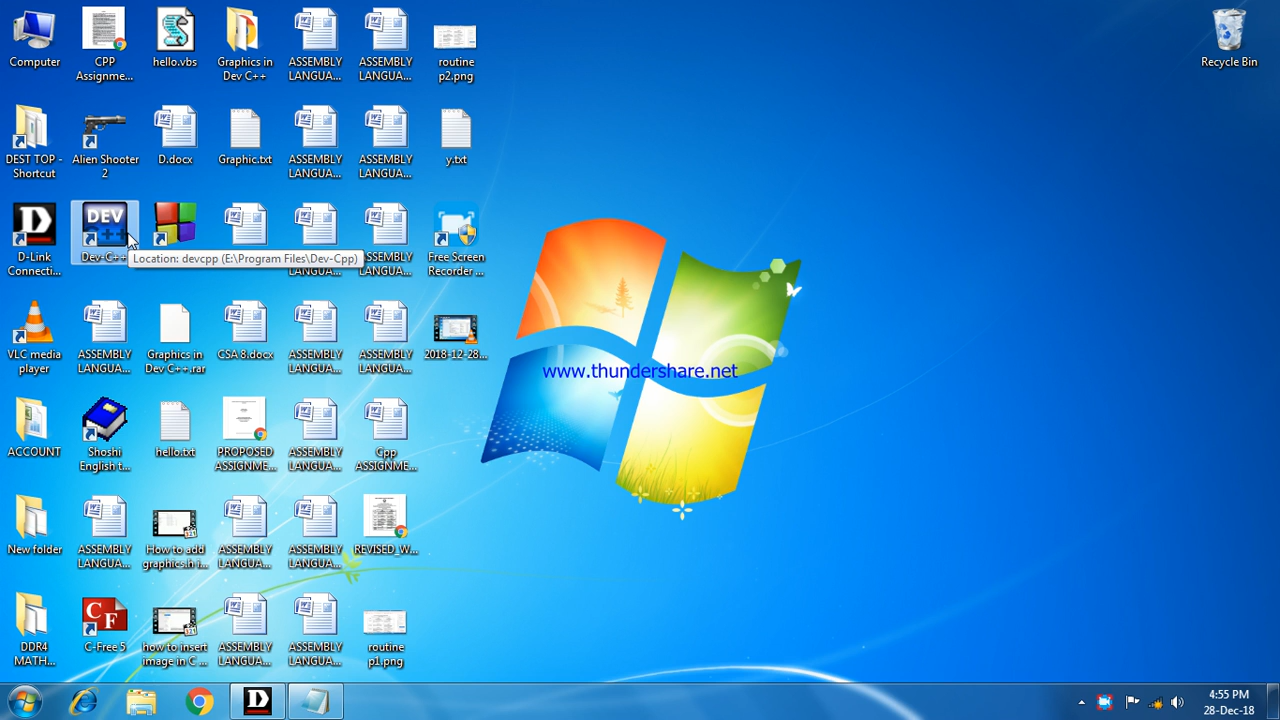 Computer
CPP
Assignme...
hello.vbs
Graphics in
Dev C++
ASSEMBLY
LANGUA...
ASSEMBLY
LANGUA...
routine
p2.png
Recycle Bin
DEST TOP -
Shortcut
Alien Shooter
2
D.docx
Graphic.txt
ASSEMBLY
LANGUA...
ASSEMBLY
LANGUA...
y.txt
D
D-Link
Connecti...
DEV
C++
Dev-C++
Location: devcpp (E:\Program Files\Dev-Cpp)
Free Screen
Recorder ...
VLC media
player
ASSEMBLY
LANGUA...
Graphics in
Dev C++.rar
CSA 8.docx
ASSEMBLY
LANGUA...
ASSEMBLY
LANGUA...
2018-12-28...
www.thundershare.net
ACCOUNT
Shoshi
English t...
hello.txt
PROPOSED
ASSIGNME...
ASSEMBLY
LANGUA...
Cpp
ASSIGNME...
New folder
ASSEMBLY
LANGUA...
How to add
graphics.h i...
ASSEMBLY
LANGUA...
ASSEMBLY
LANGUA...
REVISED_W...
DDR4
MATH...
C F
C-Free 5
how to insert
image in C ...
ASSEMBLY
LANGUA...
ASSEMBLY
LANGUA...
routine
p1.png
D
4:55 PM
28-Dec-18